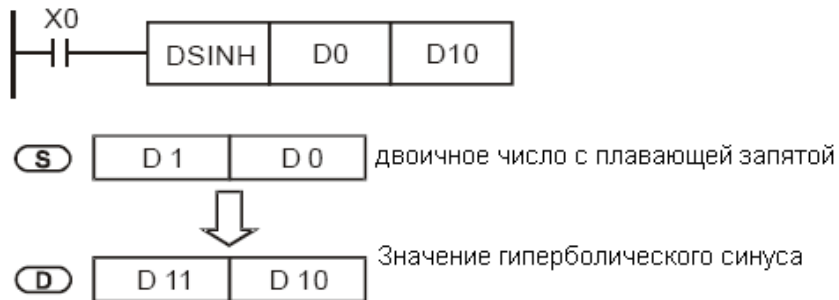 X0
DSINH D0 D10
S D 1 D 0 двоичное число с плавающей запятой
Значение гиперболического синуса
D D 11 D 10